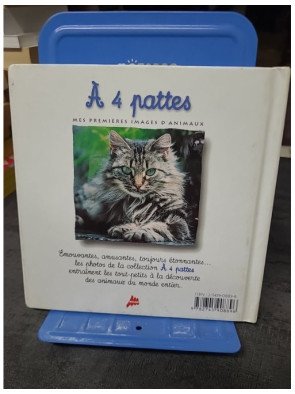 À 4 pattes
MES PREMIÈRES IMAGES D'ANIMAUX
Émouvantes, amusantes, toujours étonnantes...
les photos de la collection À 4 pattes
entraînent les tout-petits à la découverte
des animaux du monde entier.